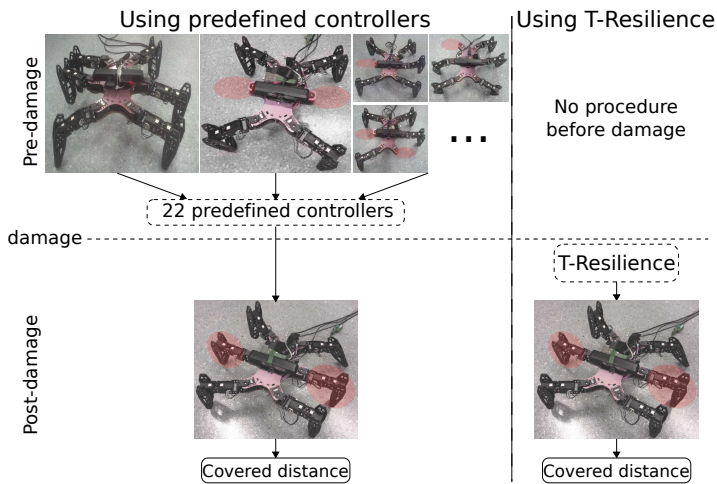 Using predefined controllers
Using T-Resilience
Pre-damage
No procedure
before damage
...
22 predefined controllers
damage
T-Resilience
Post-damage
Covered distance
Covered distance